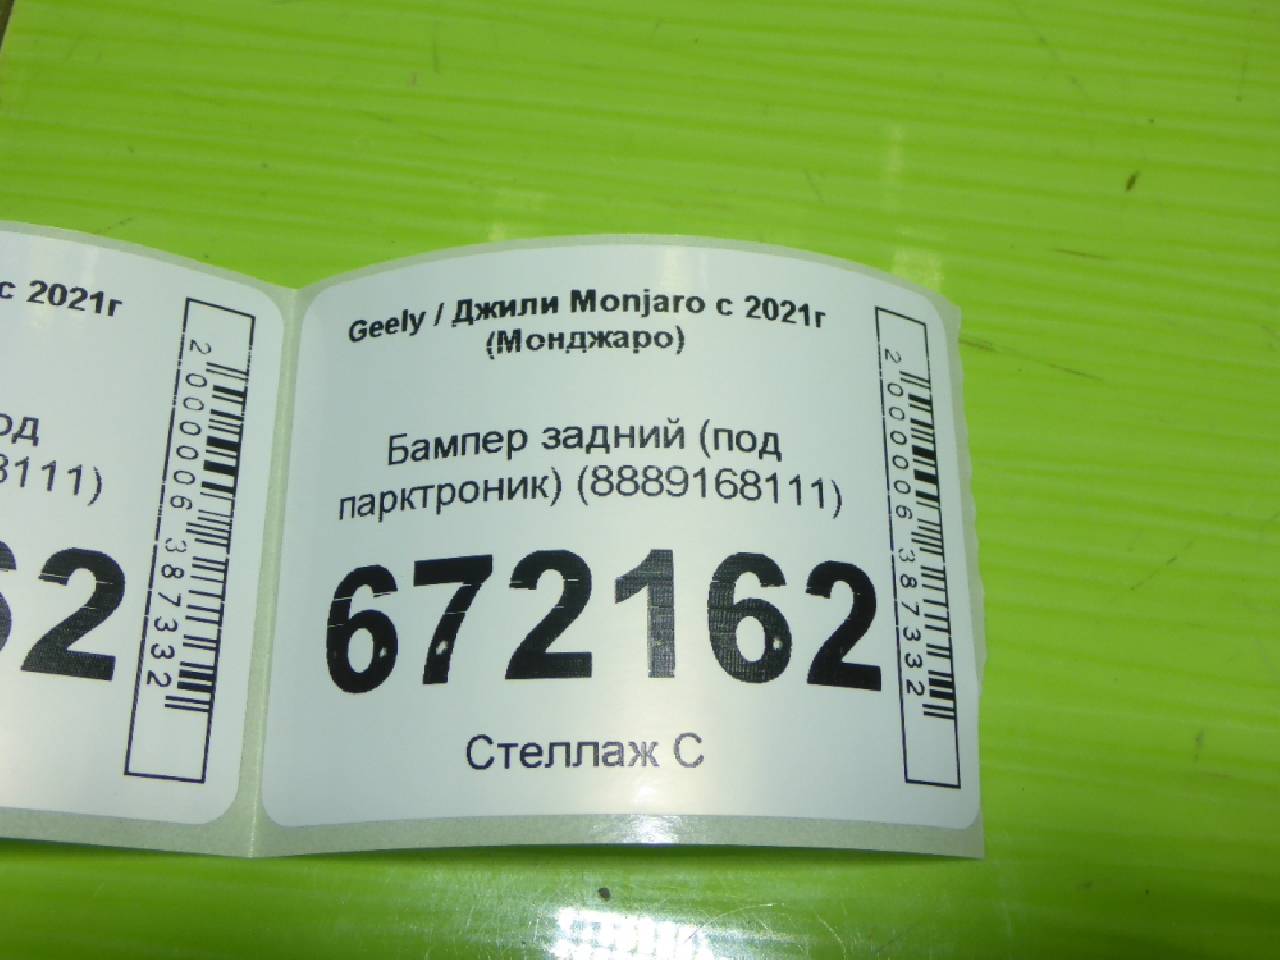 с 2021г
од
8111)
62
2000006387332
Geely / Джили Monjaro с 2021г
(Монджаро)
Бампер задний (под
парктроник) (8889168111)
672162
Стеллаж С
2000006387332